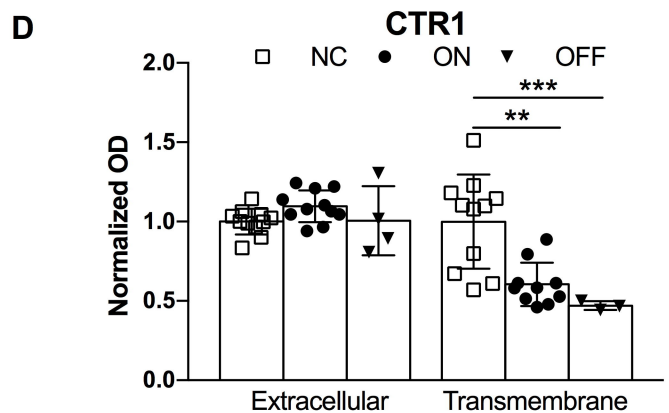 D
CTR1
NC ON OFF
2.0
1.5
1.0
0.5
0.0
Normalized OD
***
**
Extracellular Transmembrane